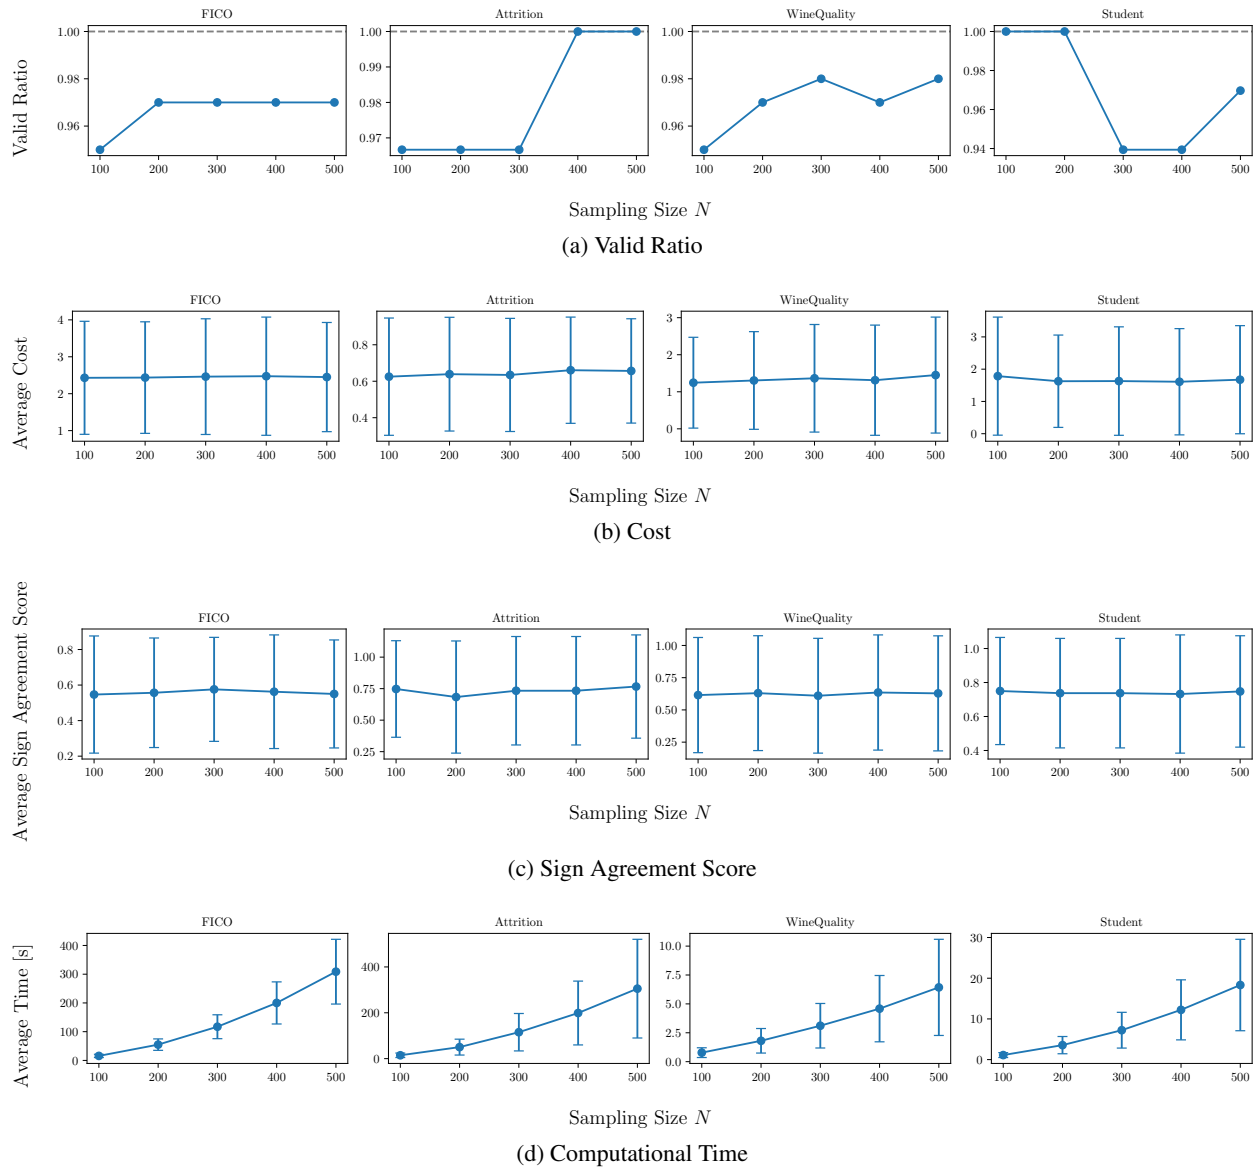 FICO Attrition WineQuality Student
Valid Ratio
1.00 1.00 1.00 1.00
0.99
0.98 0.98 0.98 0.98
0.96 0.97 0.96 0.96
0.94
100 200 300 400 500 100 200 300 400 500 100 200 300 400 500 100 200 300 400 500
Sampling Size N
(a) Valid Ratio
FICO Attrition WineQuality Student
Average Cost
4 0.8 3 3
3 0.6 2 2
2 0.4 1 1
1 0 0
100 200 300 400 500 100 200 300 400 500 100 200 300 400 500 100 200 300 400 500
Sampling Size N
(b) Cost
FICO Attrition WineQuality Student
Average Sign Agreement Score
0.8 1.00 1.00 1.0
0.6 0.75 0.75 0.8
0.4 0.50 0.50 0.6
0.2 0.25 0.25 0.4
100 200 300 400 500 100 200 300 400 500 100 200 300 400 500 100 200 300 400 500
Sampling Size N
(c) Sign Agreement Score
FICO Attrition WineQuality Student
Average Time [s]
400 400 10.0 30
300 200 7.5 20
200 0 5.0 10
100 2.5 0
0 0.0
100 200 300 400 500 100 200 300 400 500 100 200 300 400 500 100 200 300 400 500
Sampling Size N
(d) Computational Time